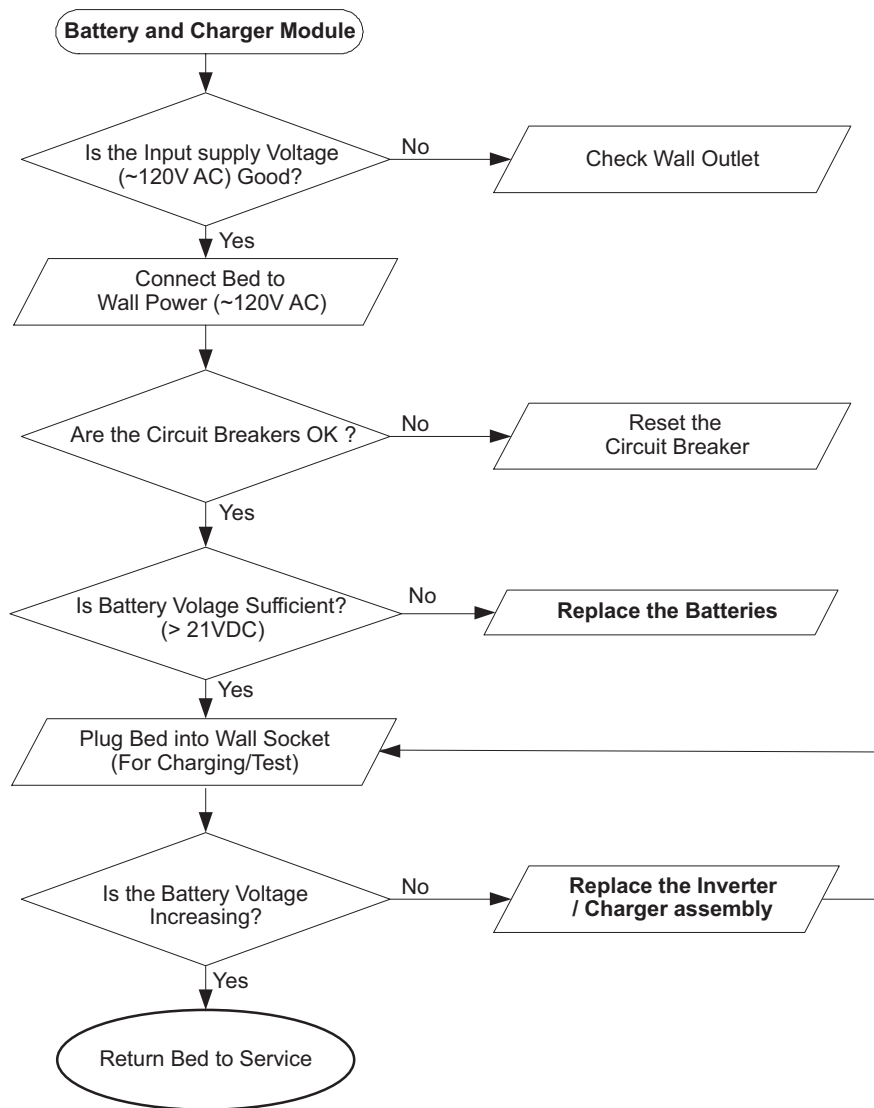 Battery and Charger Module
Is the Input supply Voltage
(~120V AC) Good?
No
Check Wall Outlet
Yes
Connect Bed to
Wall Power (~120V AC)
Are the Circuit Breakers OK ?
No
Reset the
Circuit Breaker
Yes
Is Battery Volage Sufficient?
(> 21VDC)
No
Replace the Batteries
Yes
Plug Bed into Wall Socket
(For Charging/Test)
Is the Battery Voltage
Increasing?
No
Replace the Inverter
/ Charger assembly
Yes
Return Bed to Service